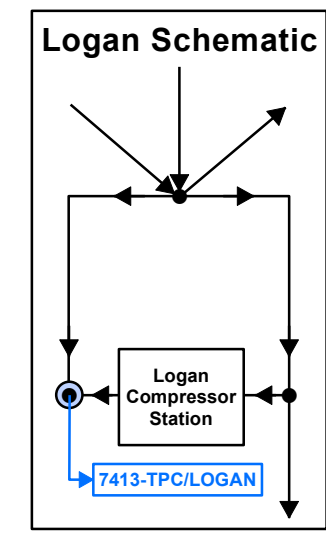 Logan Schematic
Logan
Compressor
Station
7413-TPC/LOGAN